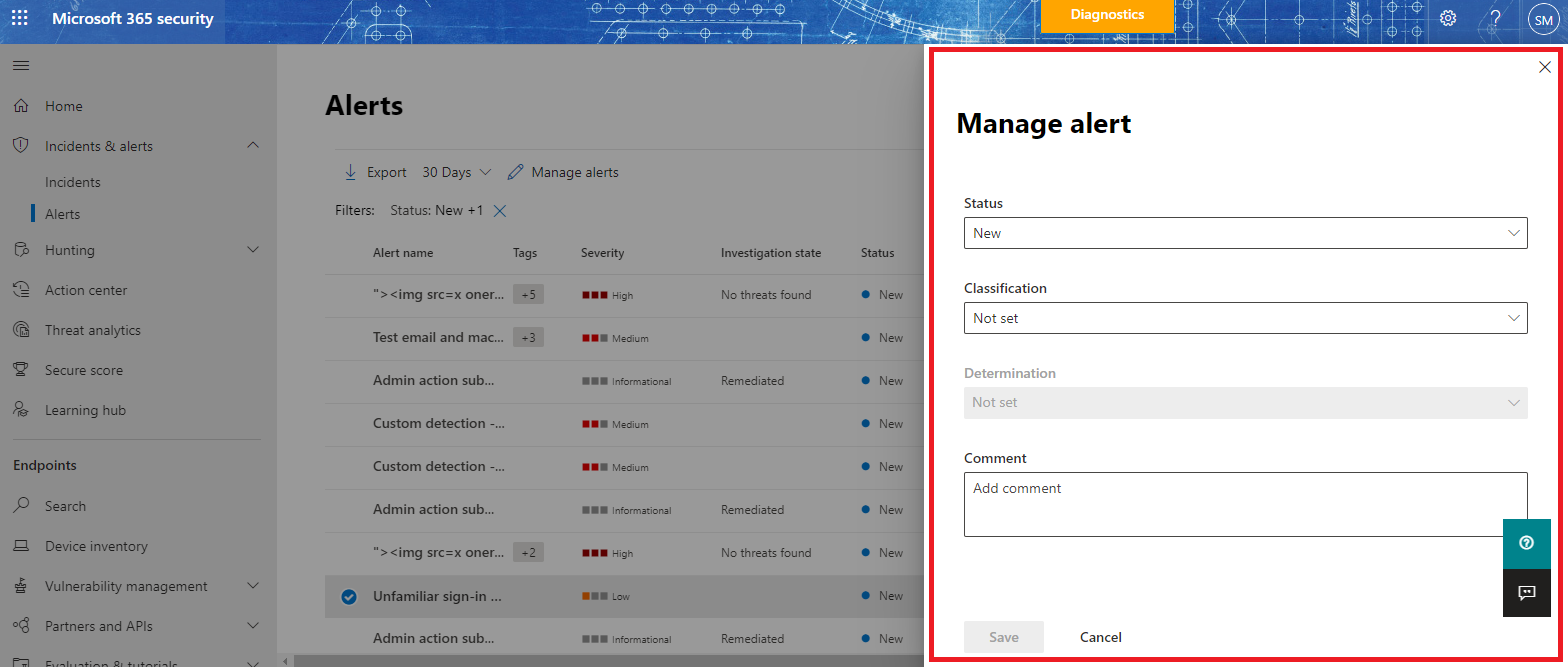 Microsoft 365 security
Diagnostics
?
SM
Home
Incidents & alerts
Incidents
Alerts
Hunting
Action center
Threat analytics
Secure score
Learning hub
Endpoints
Search
Device inventory
Vulnerability management
Partners and APIs
Evaluation & tutorials
Alerts
Export 30 Days Manage alerts
Filters: Status: New +1
Alert name Tags Severity Investigation state Status
"><img src=x oner... +5 High No threats found New
Test email and mac... +3 Medium New
Admin action sub... Informational Remediated New
Custom detection -... Medium New
Custom detection -... Medium New
Admin action sub... Informational Remediated New
"><img src=x oner... +2 High No threats found New
Unfamiliar sign-in ... Low New
Admin action sub... Informational Remediated New
Manage alert
Status
New
Classification
Not set
Determination
Not set
Comment
Add comment
Save Cancel